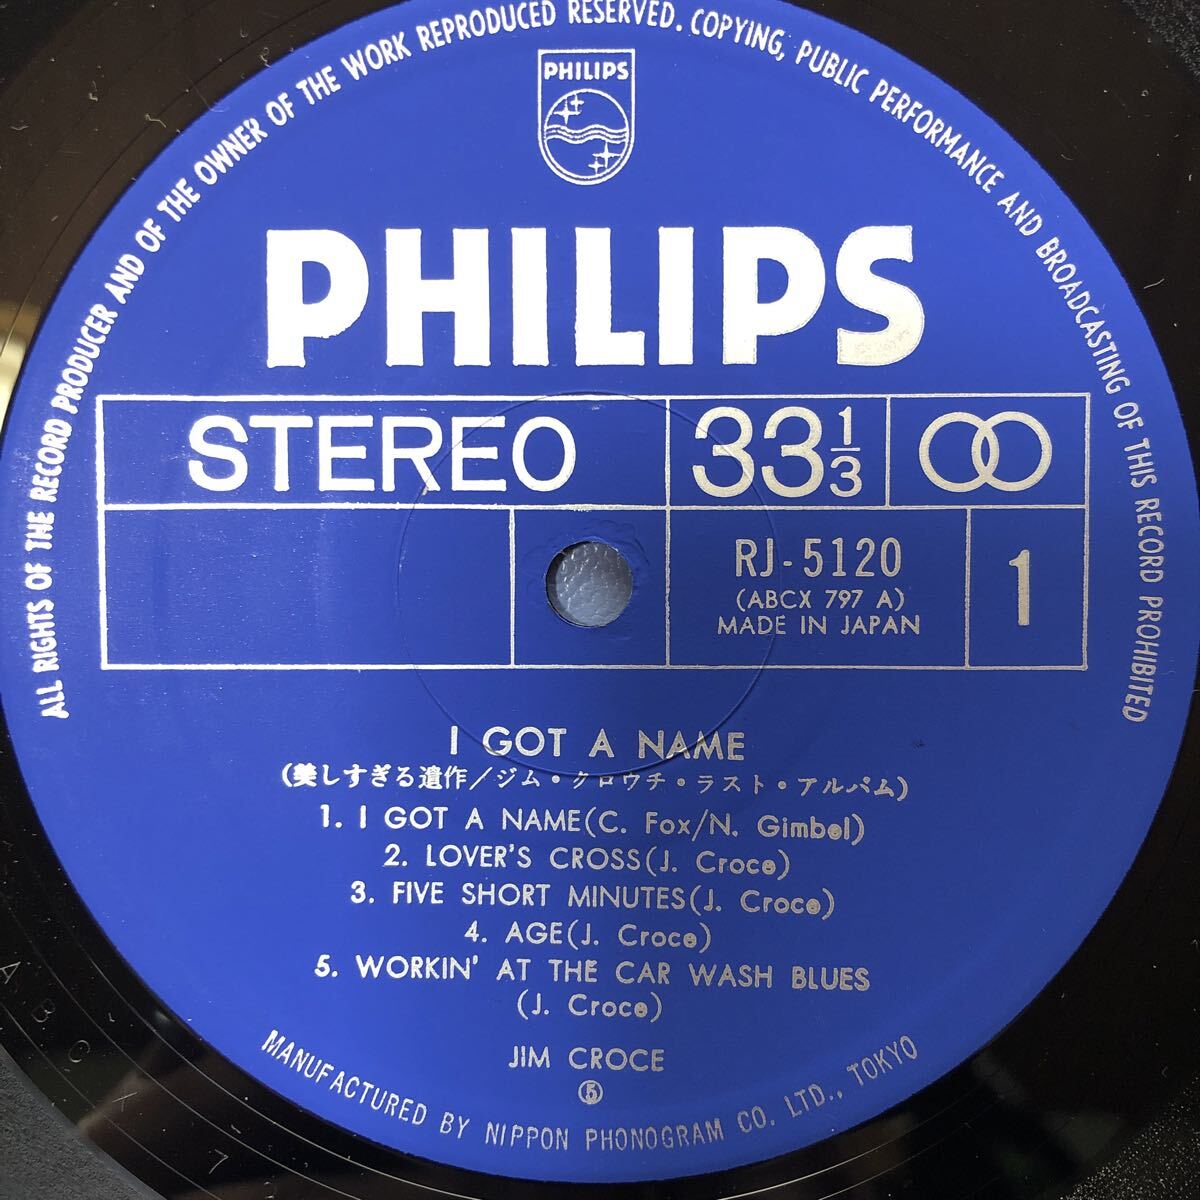 ALL RIGHTS OF THE RECORD PRODUCER AND OF THE OWNER OF THE WORK REPRODUCED RESERVED. COPYING, PUBLIC PERFORMANCE AND BROADCASTING OF THIS RECORD PROHIBITED
PHILIPS
PHILIPS
STEREO 33 1/3
RJ-5120
(ABCX 797 A)
MADE IN JAPAN
1
I GOT A NAME
(美しすぎる遺作/ジム・クロウチ・ラスト・アルバム)
1. I GOT A NAME(C. Fox/N. Gimbel)
2. LOVER'S CROSS(J. Croce)
3. FIVE SHORT MINUTES(J. Croce)
4. AGE(J. Croce)
5. WORKIN' AT THE CAR WASH BLUES
(J. Croce)
JIM CROCE
Ⓢ
MANUFACTURED BY NIPPON PHONOGRAM CO. LTD., TOKYO
A B C X 7